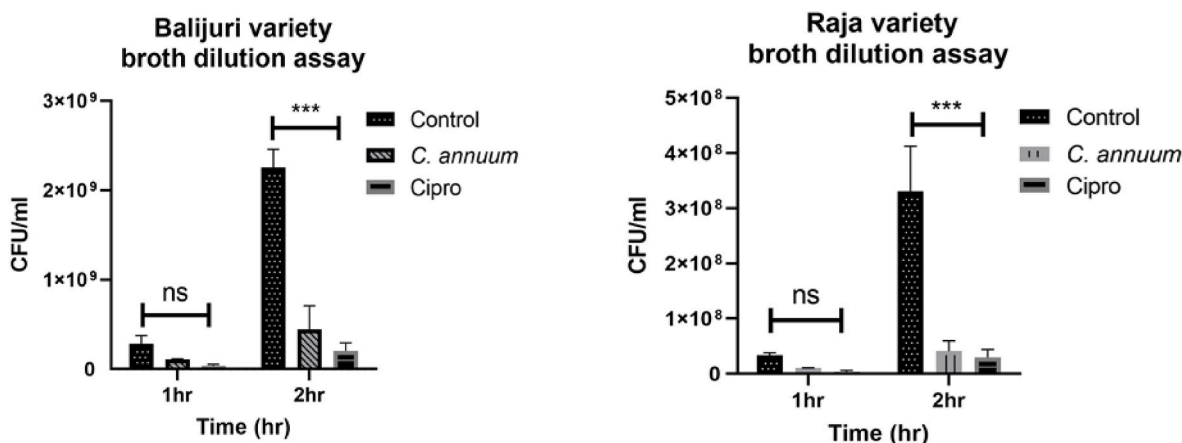 Balijuri variety
broth dilution assay
3×10⁹
2×10⁹
1×10⁹
0
CFU/ml
ns
***
Control
C. annuum
Cipro
1hr
2hr
Time (hr)
Raja variety
broth dilution assay
5×10⁸
4×10⁸
3×10⁸
2×10⁸
1×10⁸
0
CFU/ml
ns
***
Control
C. annuum
Cipro
1hr
2hr
Time (hr)